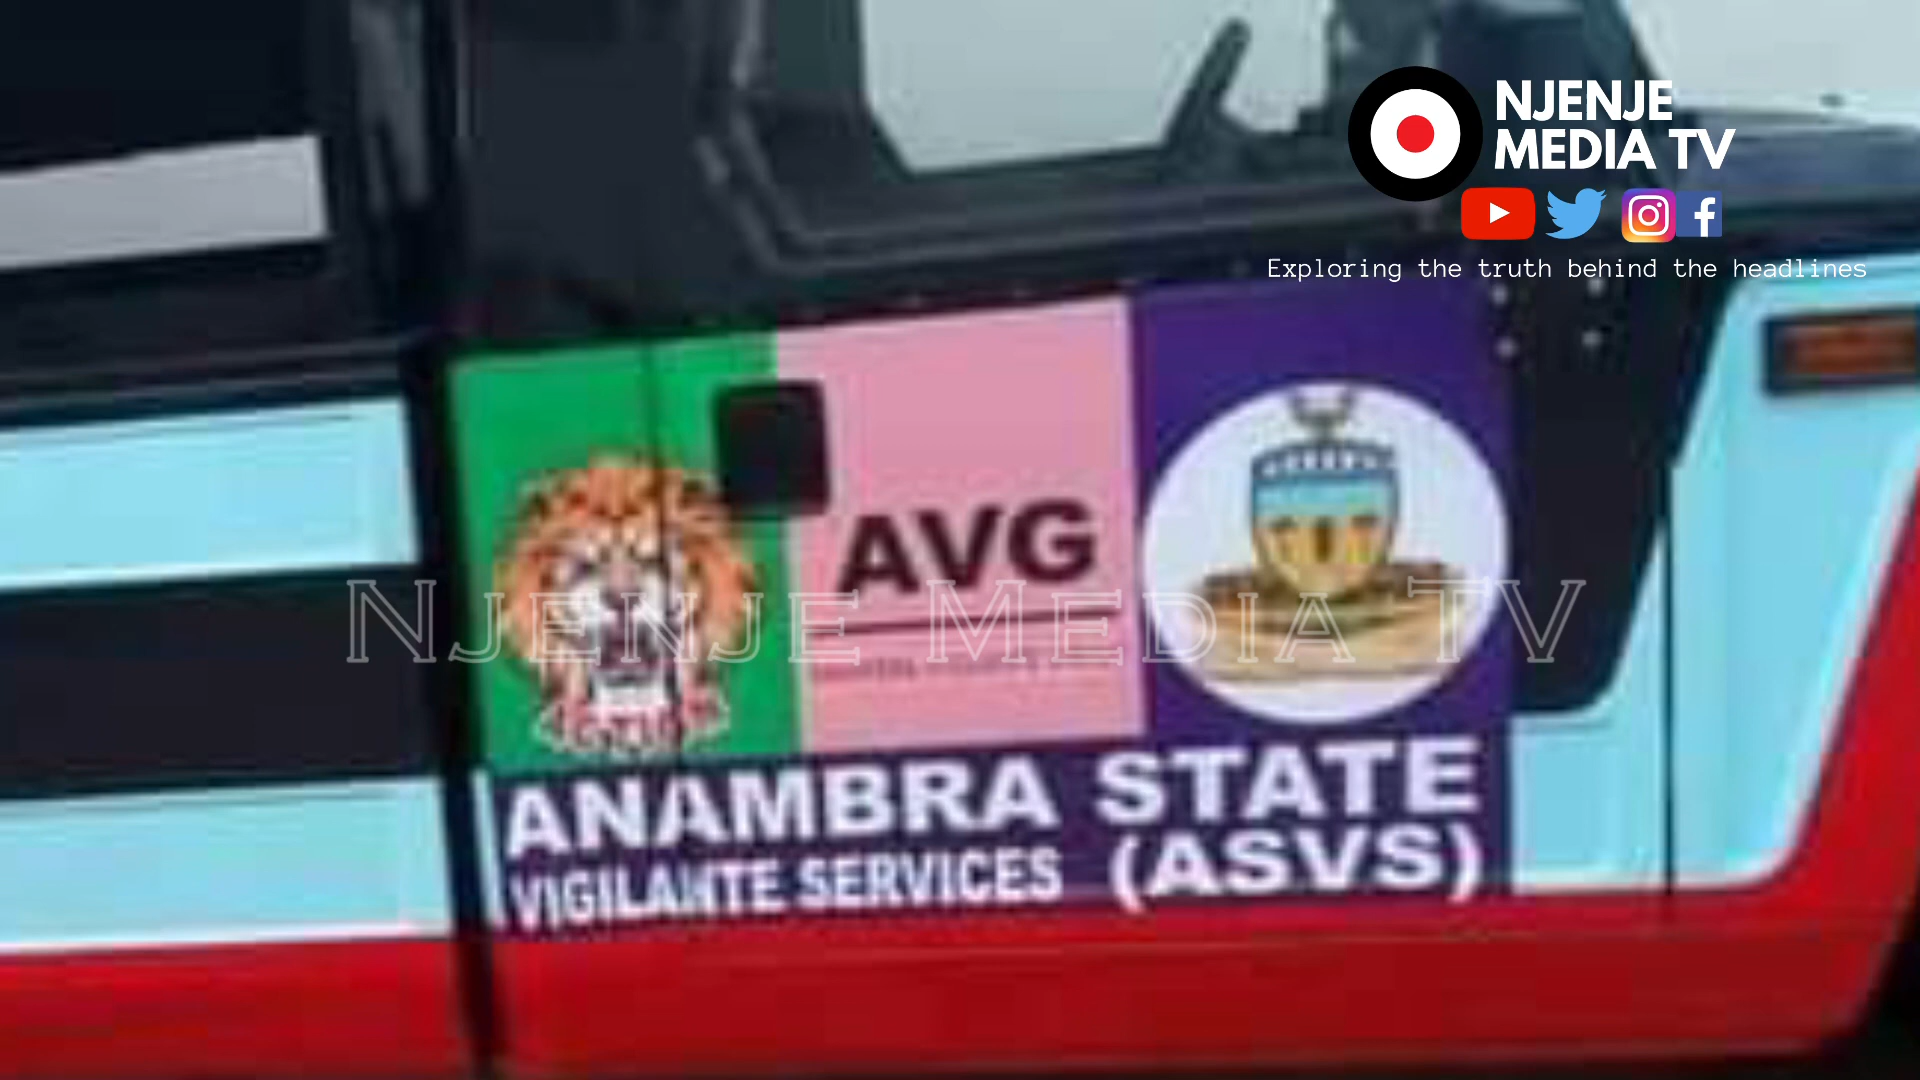 NJENJE
MEDIA TV
Exploring the truth behind the headlines
AVG
Njenje Media TV
ANAMBRA STATE
VIGILANTE SERVICES (ASVS)